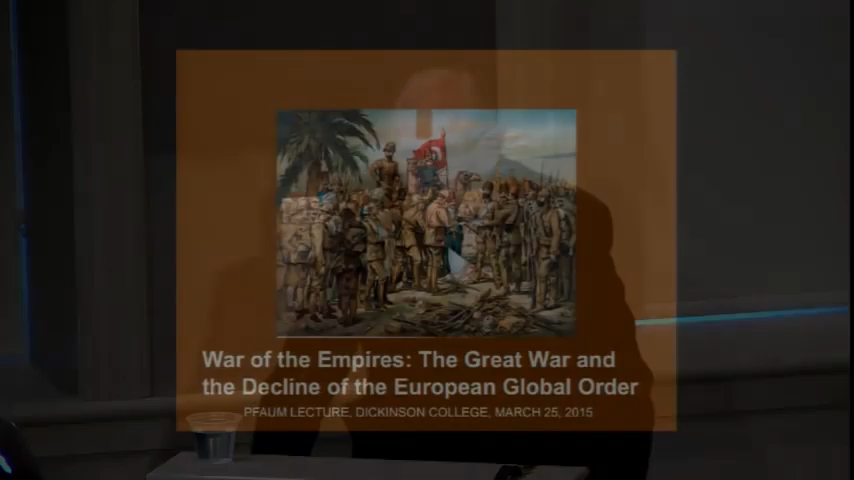 War of the Empires: The Great War and
the Decline of the European Global Order
PFAUM LECTURE, DICKINSON COLLEGE, MARCH 25, 2015